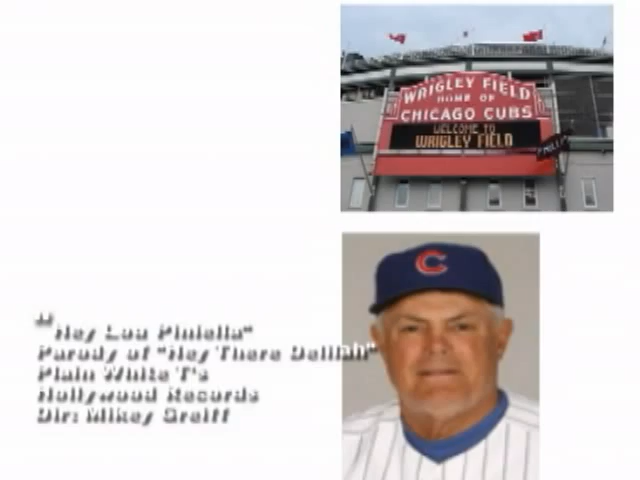 WRIGLEY FIELD
HOME OF
CHICAGO CUBS
WELCOME TO
WRIGLEY FIELD
PHILLIES
C
"Hey Lou Piniella"
Parody of "Hey There Delilah"
Plain White T's
Hollywood Records
Dir: Mikey Greiff